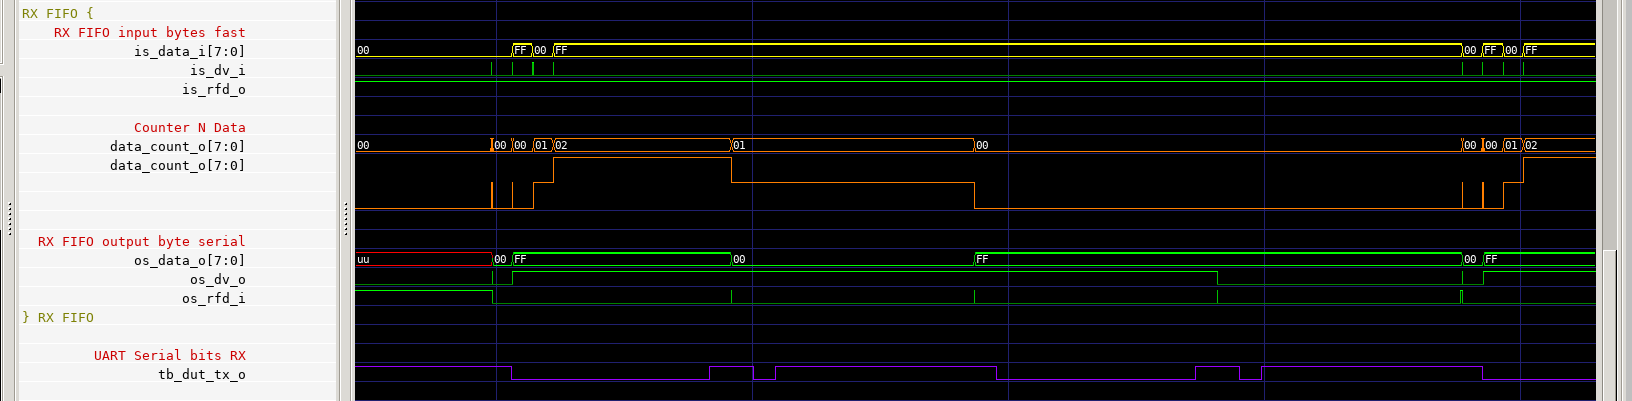 RX FIFO {
RX FIFO input bytes fast
is_data_i[7:0] 00 FF 00 FF 00 FF 00 FF
is_dv_i
is_rfd_o
Counter N Data
data_count_o[7:0] 00 00 00 01 02 01 00 00 00 01 02
data_count_o[7:0]
RX FIFO output byte serial
os_data_o[7:0] uu 00 FF 00 FF 00 FF
os_dv_o
os_rfd_i
} RX FIFO
UART Serial bits RX
tb_dut_tx_o